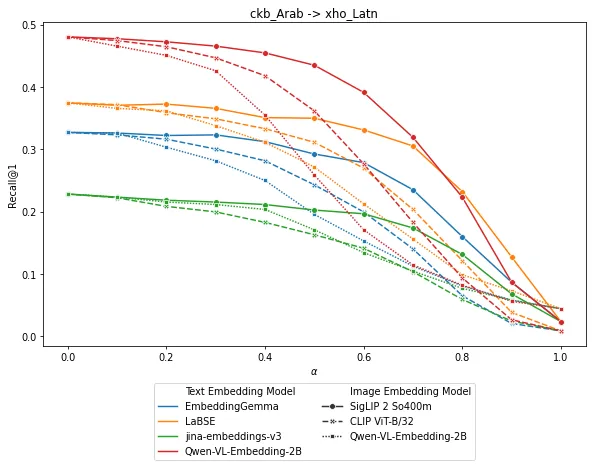 ckb_Arab -> xho_Latn
Recall@1
0.5
0.4
0.3
0.2
0.1
0.0
0.0 0.2 0.4 0.6 0.8 1.0
α
Text Embedding Model Image Embedding Model
EmbeddingGemma SigLIP 2 So400m
LaBSE CLIP ViT-B/32
jina-embeddings-v3 Qwen-VL-Embedding-2B
Qwen-VL-Embedding-2B